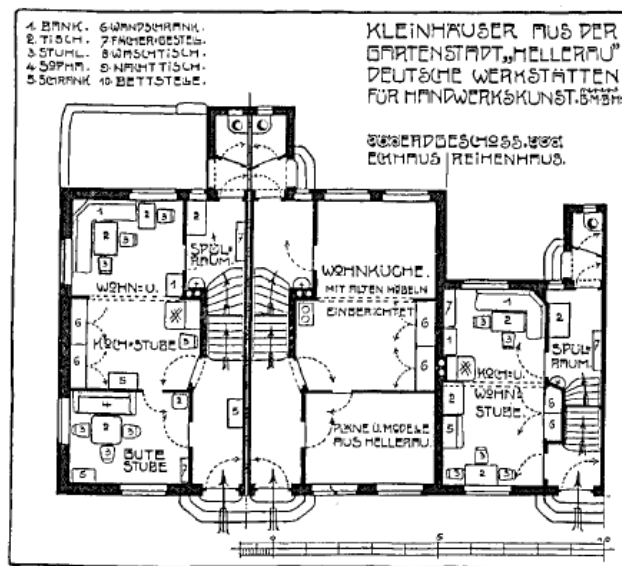 1. BANK. 6. WANDSCHRANK.
2. TISCH. 7. FÄCHERGESTELL.
3. STUHL. 8. WASCHTISCH.
4. SOPHA. 9. NACHTTISCH.
5. SCHRANK 10. BETTSTELLE.
KLEINHÄUSER AUS DER
GARTENSTADT „HELLERAU“
DEUTSCHE WERKSTÄTTEN
FÜR HANDWERKSKUNST. G.M.B.H.
ERDGESCHOSS.
ECKHAUS REIHENHAUS.
SPÜL-
RAUM.
WOHN- U.
KOCH-STUBE
GUTE
STUBE
WOHNKÜCHE.
MIT ALTEN MÖBELN
EINGERICHTET
PLÄNE U. MODELLE
AUS HELLERAU.
KOCH- U.
WOHN-
STUBE.
SPÜL-
RAUM.
0 5 10